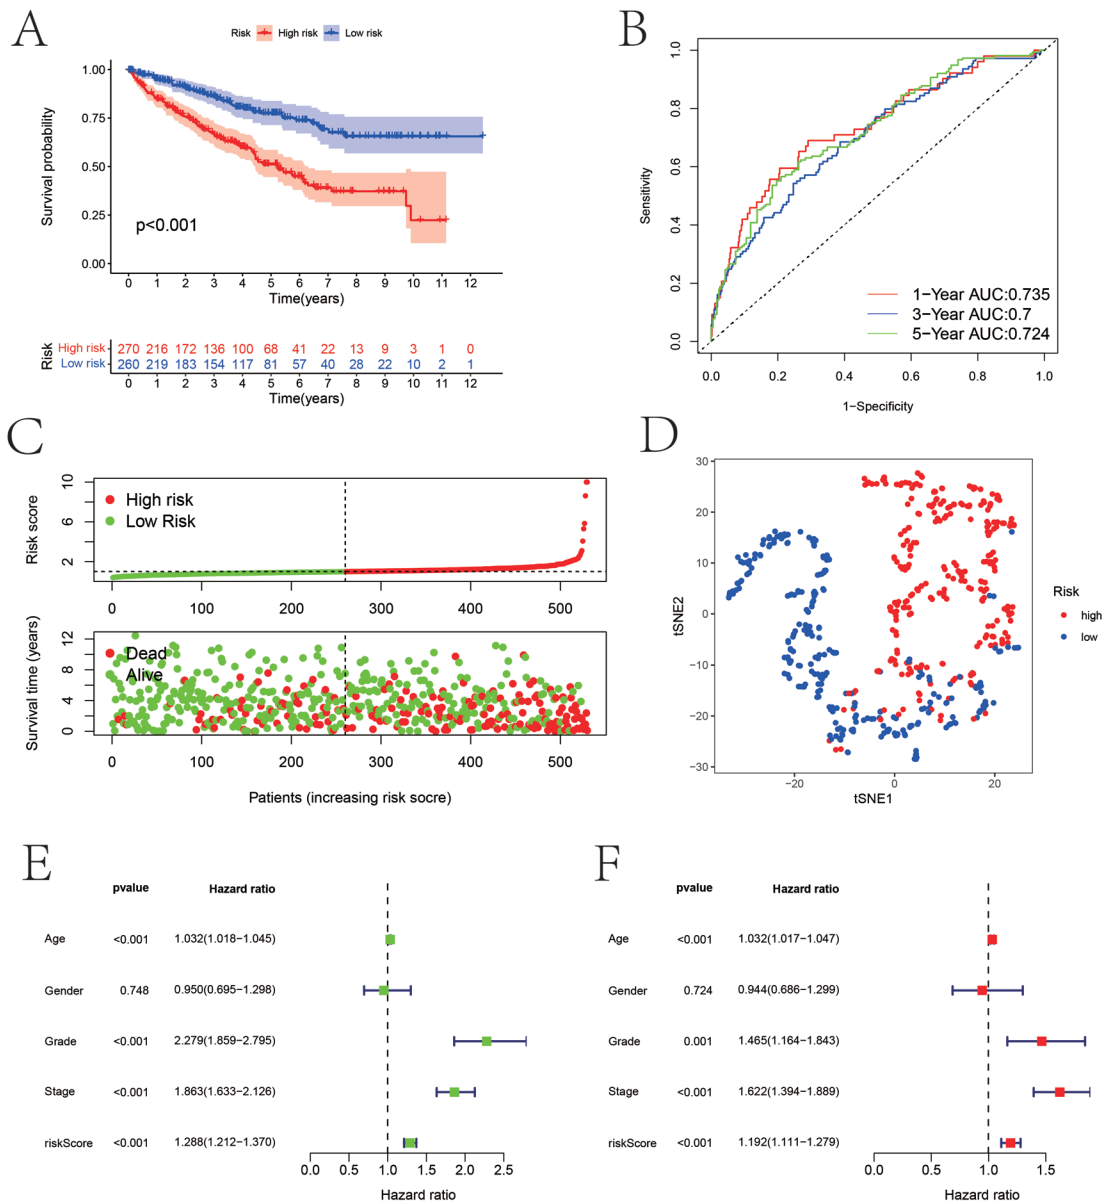 A
Risk High risk Low risk
Survival probability
1.00
0.75
0.50
0.25
0.00
p<0.001
0 1 2 3 4 5 6 7 8 9 10 11 12
Time(years)
Risk
High risk 270 216 172 136 100 68 41 22 13 9 3 1 0
Low risk 260 219 183 154 117 81 57 40 28 22 10 2 1
0 1 2 3 4 5 6 7 8 9 10 11 12
Time(years)
B
Sensitivity
1.0
0.8
0.6
0.4
0.2
0.0
1-Year AUC:0.735
3-Year AUC:0.7
5-Year AUC:0.724
0.0 0.2 0.4 0.6 0.8 1.0
1-Specificity
C
Risk score
10
6
2
High risk
Low Risk
0 100 200 300 400 500
Survival time (years)
12
8
4
0
Dead
Alive
0 100 200 300 400 500
Patients (increasing risk socre)
D
tSNE2
30
20
10
0
-10
-20
-30
-20 0 20
tSNE1
Risk
high
low
E
pvalue Hazard ratio
Age <0.001 1.032(1.018-1.045)
Gender 0.748 0.950(0.695-1.298)
Grade <0.001 2.279(1.859-2.795)
Stage <0.001 1.863(1.633-2.126)
riskScore <0.001 1.288(1.212-1.370)
0.0 0.5 1.0 1.5 2.0 2.5
Hazard ratio
F
pvalue Hazard ratio
Age <0.001 1.032(1.017-1.047)
Gender 0.724 0.944(0.686-1.299)
Grade 0.001 1.465(1.164-1.843)
Stage <0.001 1.622(1.394-1.889)
riskScore <0.001 1.192(1.111-1.279)
0.0 0.5 1.0 1.5
Hazard ratio